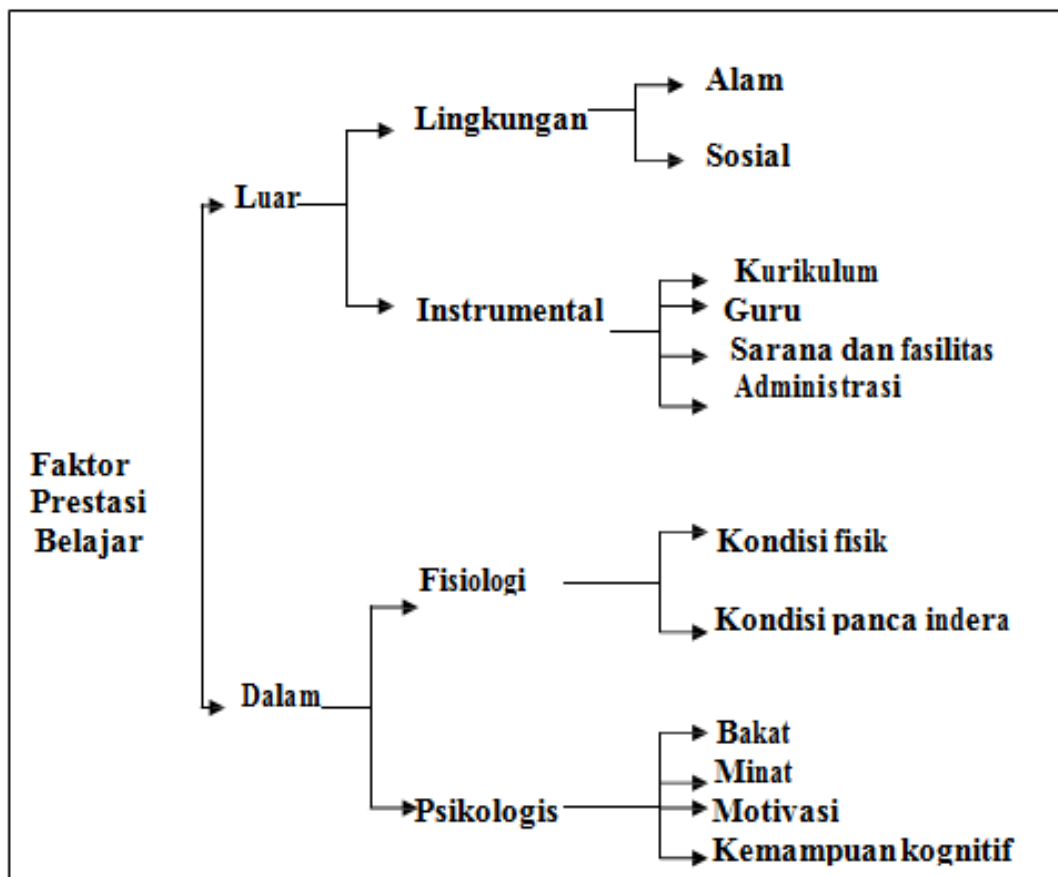 Alam
Lingkungan
Sosial
Luar
Kurikulum
Instrumental
Guru
Sarana dan fasilitas
Administrasi
Faktor
Prestasi
Belajar
Kondisi fisik
Fisiologi
Kondisi panca indera
Dalam
Bakat
Minat
Psikologis
Motivasi
Kemampuan kognitif